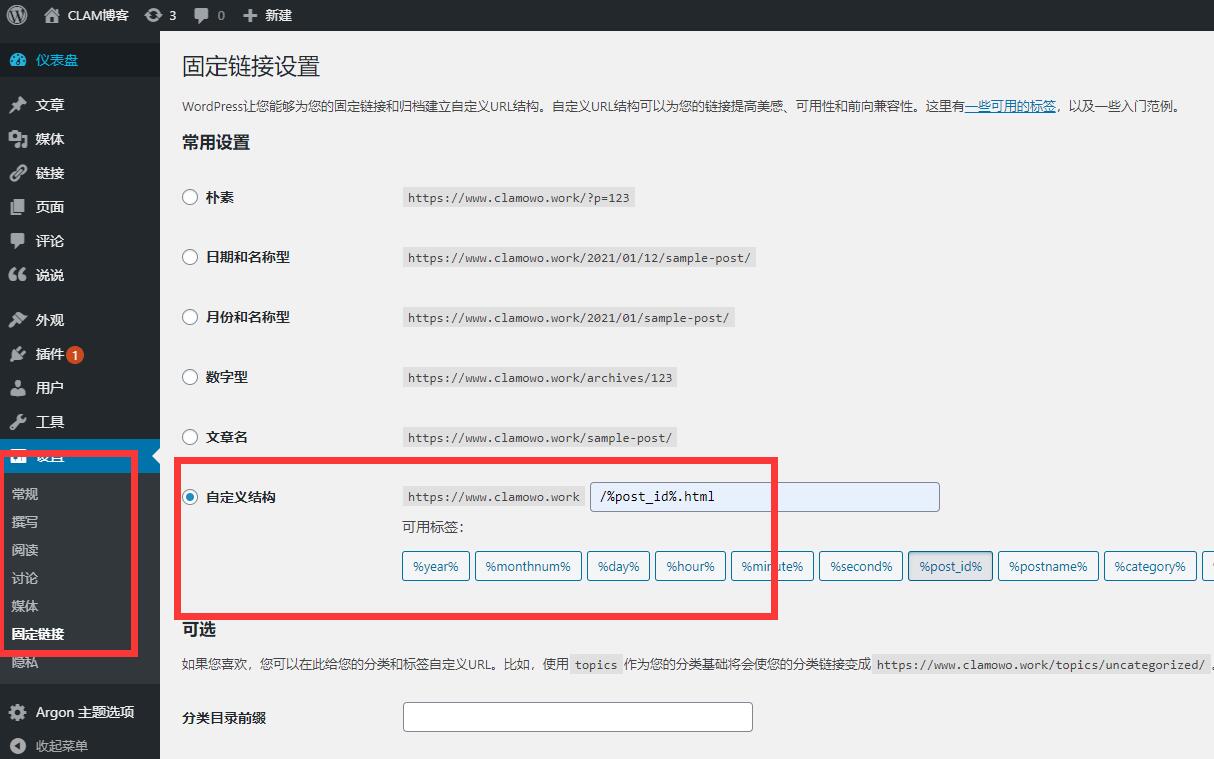 CLAM博客 3 0 新建
仪表盘
文章
媒体
链接
页面
评论
说说
外观
插件 1
用户
工具
设置
常规
撰写
阅读
讨论
媒体
固定链接
隐私
Argon 主题选项
收起菜单
固定链接设置
WordPress让您能够为您的固定链接和归档建立自定义URL结构。自定义URL结构可以为您的链接提高美感、可用性和前向兼容性。这里有一些可用的标签，以及一些入门范例。
常用设置
朴素 https://www.clamowo.work/?p=123
日期和名称型 https://www.clamowo.work/2021/01/12/sample-post/
月份和名称型 https://www.clamowo.work/2021/01/sample-post/
数字型 https://www.clamowo.work/archives/123
文章名 https://www.clamowo.work/sample-post/
自定义结构 https://www.clamowo.work /%post_id%.html
可用标签：
%year% %monthnum% %day% %hour% %minute% %second% %post_id% %postname% %category%
可选
如果您喜欢，您可以在此给您的分类和标签自定义URL。比如，使用 topics 作为您的分类基础将会使您的分类链接变成 https://www.clamowo.work/topics/uncategorized/ 。
分类目录前缀